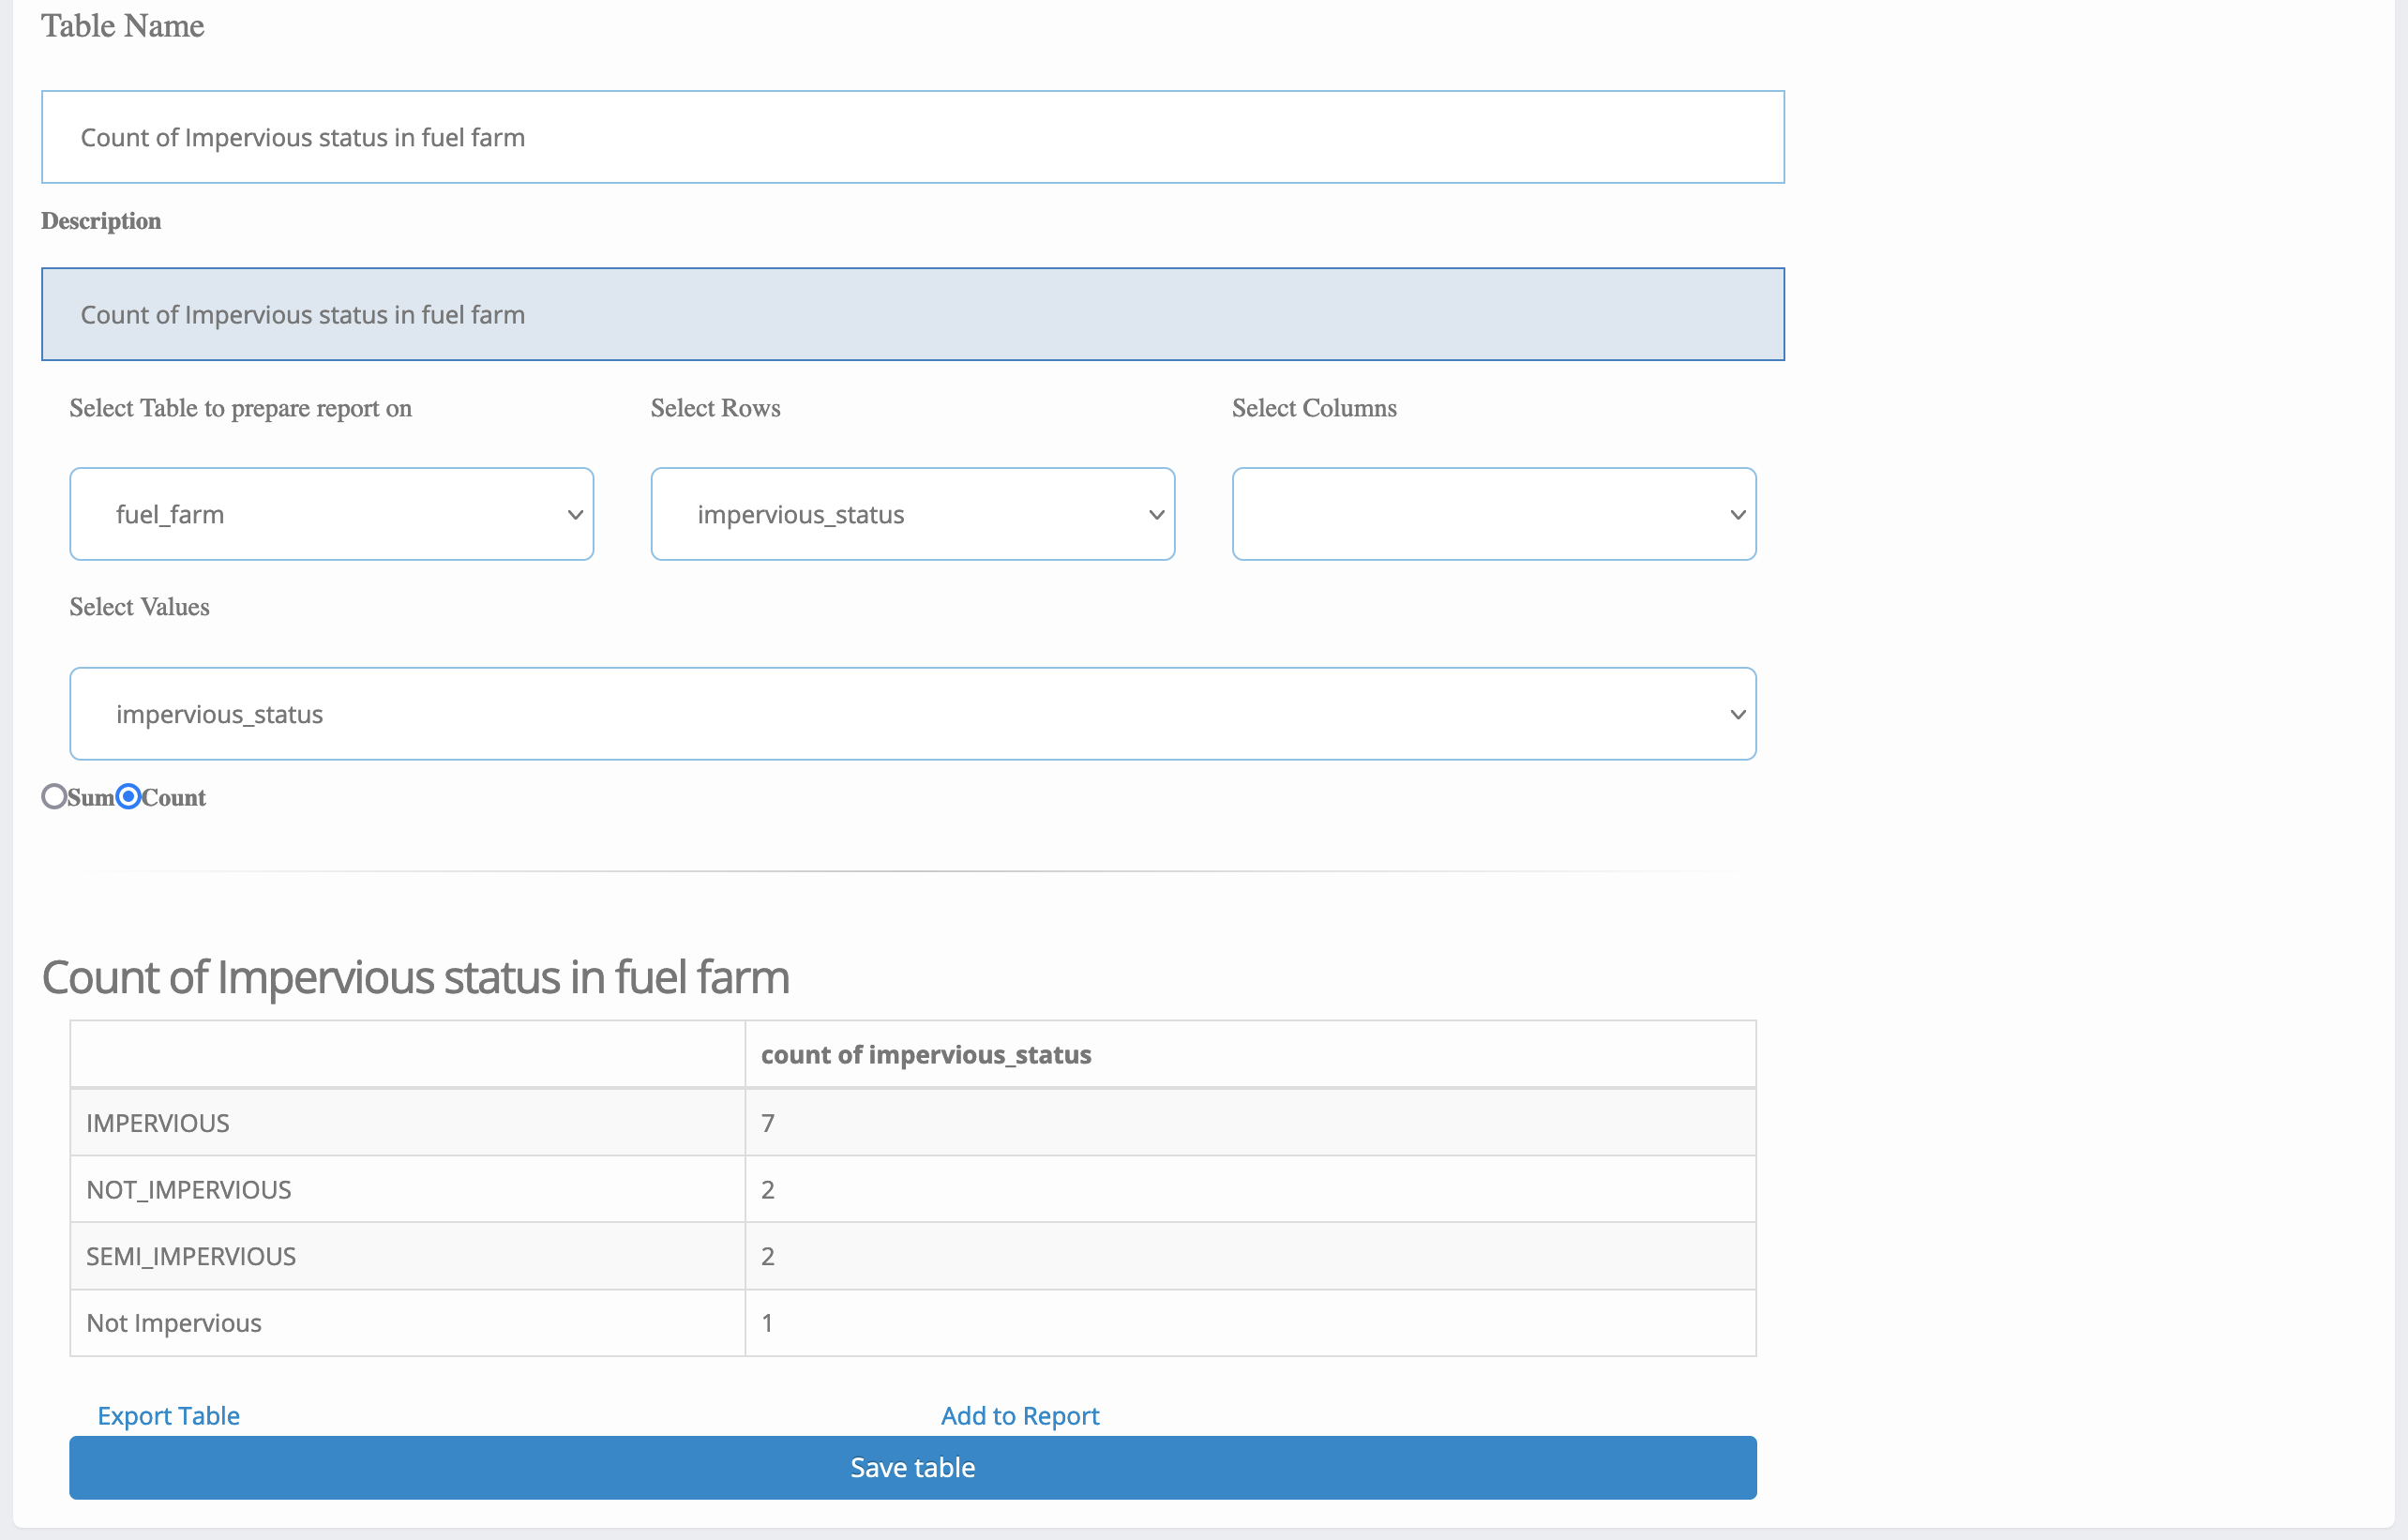 Table Name
Count of Impervious status in fuel farm
Description
Count of Impervious status in fuel farm
Select Table to prepare report on
Select Rows
Select Columns
fuel_farm
impervious_status
Select Values
impervious_status
Sum Count
Count of Impervious status in fuel farm
count of impervious_status
IMPERVIOUS 7
NOT_IMPERVIOUS 2
SEMI_IMPERVIOUS 2
Not Impervious 1
Export Table
Add to Report
Save table